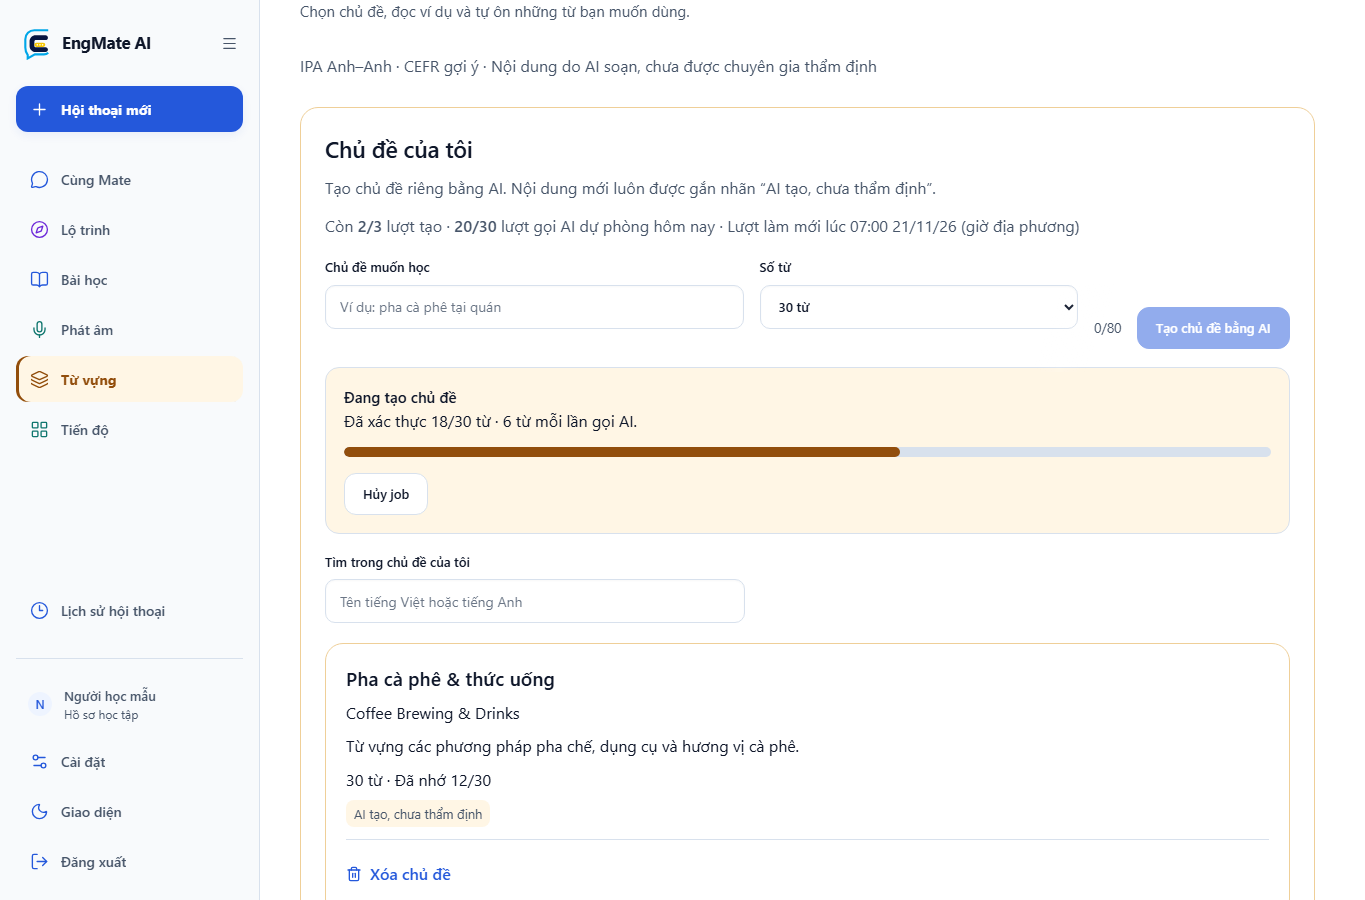 EngMate AI
Hội thoại mới
Cùng Mate
Lộ trình
Bài học
Phát âm
Từ vựng
Tiến độ
Lịch sử hội thoại
N
Người học mẫu
Hồ sơ học tập
Cài đặt
Giao diện
Đăng xuất
Chọn chủ đề, đọc ví dụ và tự ôn những từ bạn muốn dùng.
IPA Anh–Anh · CEFR gợi ý · Nội dung do AI soạn, chưa được chuyên gia thẩm định
Chủ đề của tôi
Tạo chủ đề riêng bằng AI. Nội dung mới luôn được gắn nhãn “AI tạo, chưa thẩm định”.
Còn 2/3 lượt tạo · 20/30 lượt gọi AI dự phòng hôm nay · Lượt làm mới lúc 07:00 21/11/26 (giờ địa phương)
Chủ đề muốn học
Ví dụ: pha cà phê tại quán
Số từ
30 từ
0/80
Tạo chủ đề bằng AI
Đang tạo chủ đề
Đã xác thực 18/30 từ · 6 từ mỗi lần gọi AI.
Hủy job
Tìm trong chủ đề của tôi
Tên tiếng Việt hoặc tiếng Anh
Pha cà phê & thức uống
Coffee Brewing & Drinks
Từ vựng các phương pháp pha chế, dụng cụ và hương vị cà phê.
30 từ · Đã nhớ 12/30
AI tạo, chưa thẩm định
Xóa chủ đề